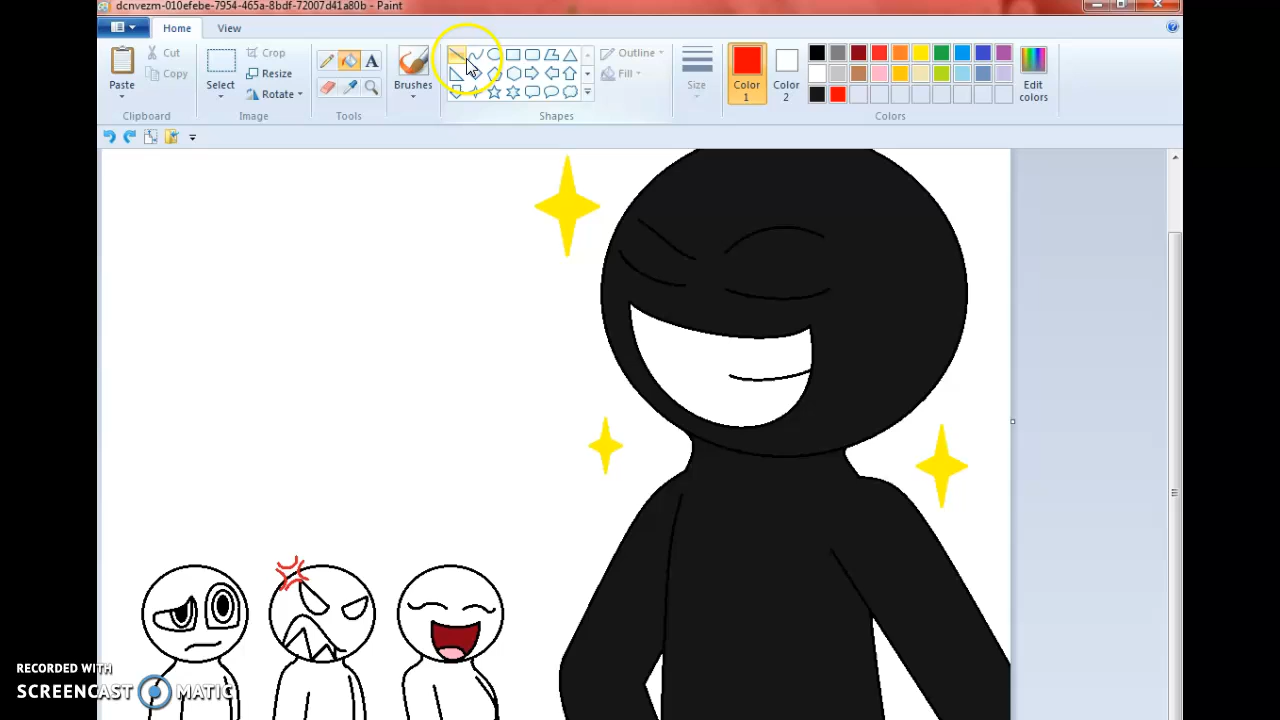 dcnvezm-010efebe-7954-465a-8bdf-72007d41a80b - Paint
Home
View
Paste
Cut
Copy
Clipboard
Select
Crop
Resize
Rotate
Image
A
Tools
Brushes
Shapes
Outline
Fill
Size
Color 1
Color 2
Edit colors
Colors
RECORDED WITH
SCREENCAST MATIC